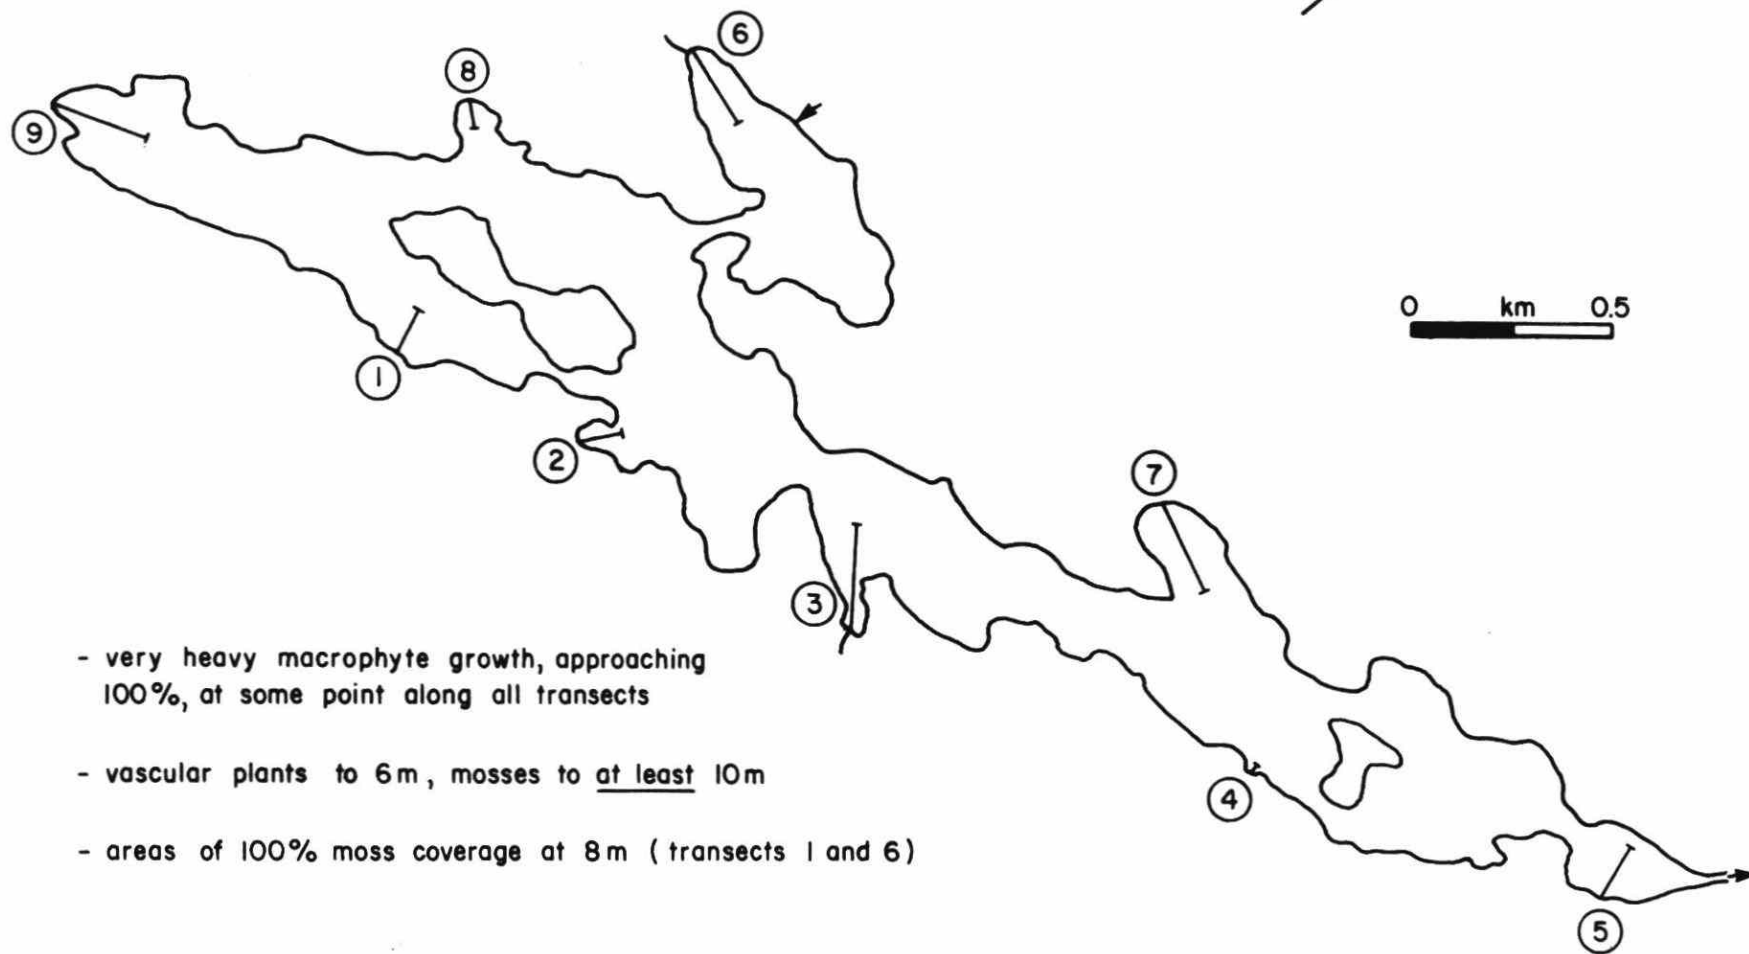 6
8
9
0 km 0.5
1
2
7
3
- very heavy macrophyte growth, approaching
100%, at some point along all transects
- vascular plants to 6m, mosses to at least 10m
4
- areas of 100% moss coverage at 8m (transects 1 and 6)
5